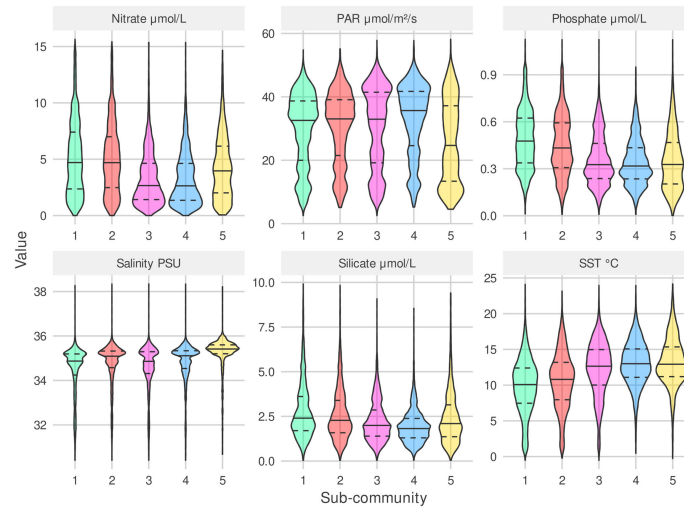 Nitrate µmol/L
PAR µmol/m²/s
Phosphate µmol/L
15
10
5
0
1 2 3 4 5
60
40
20
0
1 2 3 4 5
0.9
0.6
0.3
0.0
1 2 3 4 5
Value
Salinity PSU
Silicate µmol/L
SST °C
38
36
34
32
1 2 3 4 5
10.0
7.5
5.0
2.5
0.0
1 2 3 4 5
25
20
15
10
5
0
1 2 3 4 5
Sub-community